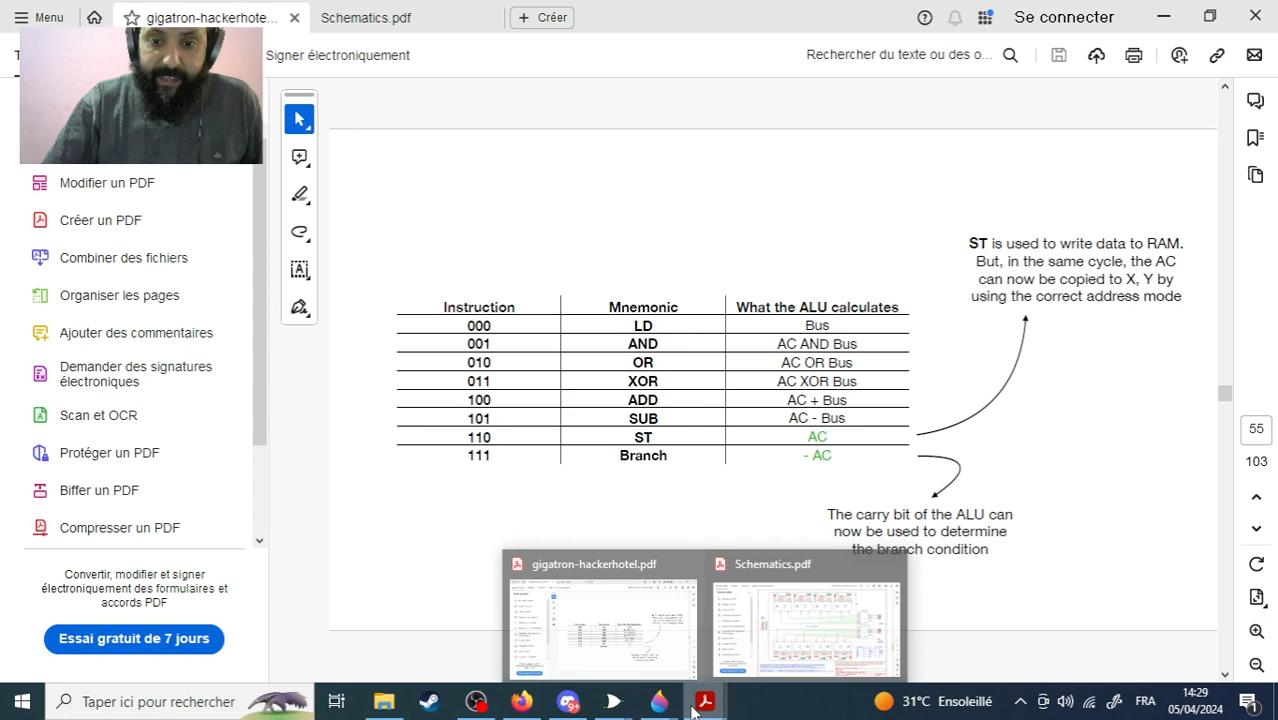 Menu
gigatron-hackerhote...
Schematics.pdf
Créer
Se connecter
T
Signer électroniquement
Rechercher du texte ou des o...
Modifier un PDF
Créer un PDF
Combiner des fichiers
Organiser les pages
Ajouter des commentaires
Demander des signatures
électroniques
Scan et OCR
Protéger un PDF
Biffer un PDF
Compresser un PDF
Convertir, modifier et signer
électroniquement des formulaires et
accords PDF
Essai gratuit de 7 jours
ST is used to write data to RAM.
But, in the same cycle, the AC
can now be copied to X, Y by
using the correct address mode
Instruction Mnemonic What the ALU calculates
000 LD Bus
001 AND AC AND Bus
010 OR AC OR Bus
011 XOR AC XOR Bus
100 ADD AC + Bus
101 SUB AC - Bus
110 ST AC
111 Branch - AC
The carry bit of the ALU can
now be used to determine
the branch condition
55
103
gigatron-hackerhotel.pdf
Schematics.pdf
Taper ici pour rechercher
9+
31°C Ensoleillé
FRA
14:29
05/04/2024
1